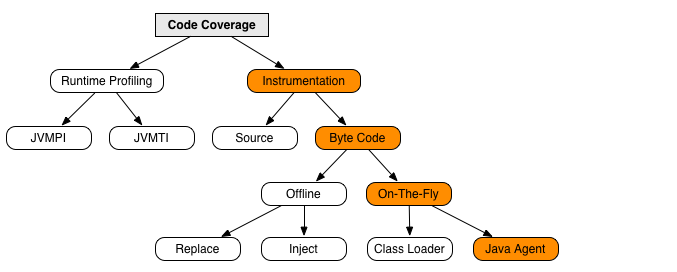 Code Coverage
Runtime Profiling
Instrumentation
JVMPI
JVMTI
Source
Byte Code
Offline
On-The-Fly
Replace
Inject
Class Loader
Java Agent